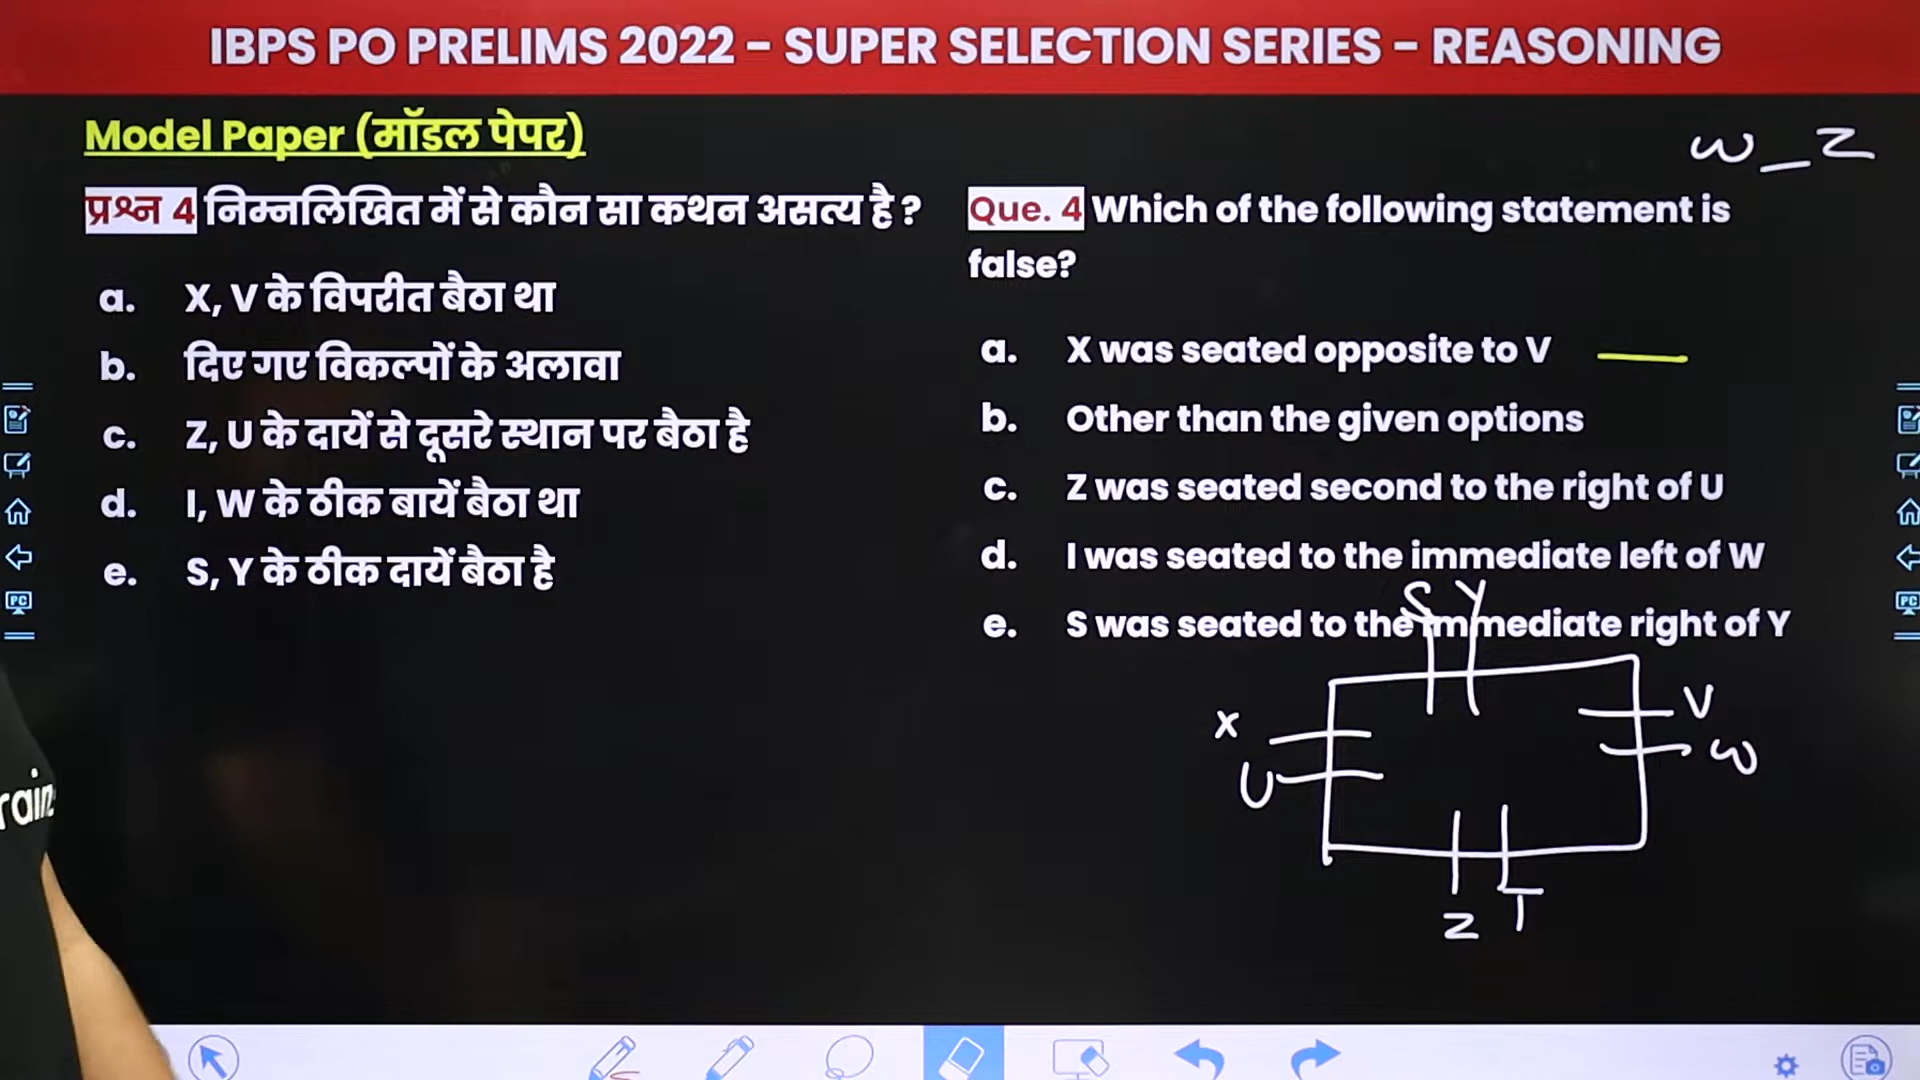 IBPS PO PRELIMS 2022 - SUPER SELECTION SERIES - REASONING
Model Paper (मॉडल पेपर)
W _ Z
प्रश्न 4 निम्नलिखित में से कौन सा कथन असत्य है ?
a. X, V के विपरीत बैठा था
b. दिए गए विकल्पों के अलावा
c. Z, U के दायें से दूसरे स्थान पर बैठा है
d. I, W के ठीक बायें बैठा था
e. S, Y के ठीक दायें बैठा है
Que. 4 Which of the following statement is
false?
a. X was seated opposite to V
b. Other than the given options
c. Z was seated second to the right of U
d. I was seated to the immediate left of W
e. S was seated to the immediate right of Y
S Y
X
U
V
W
Z T
PC
PC